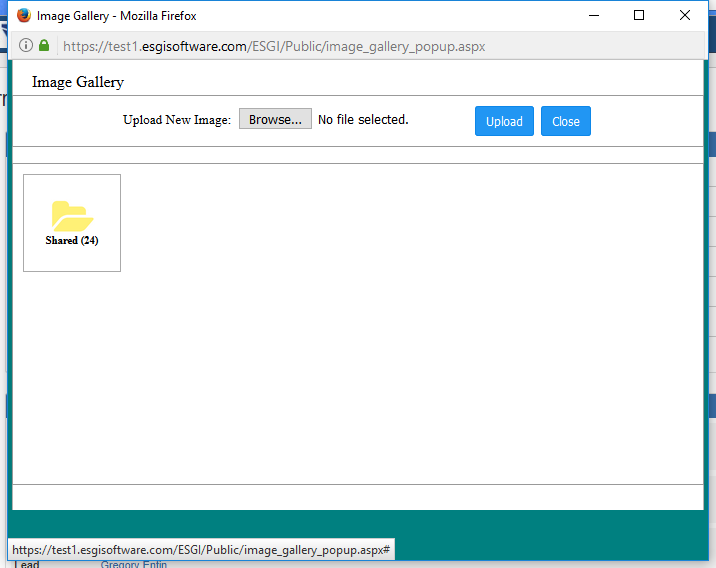 Image Gallery - Mozilla Firefox
https://test1.esgisoftware.com/ESGI/Public/image_gallery_popup.aspx
Image Gallery
Upload New Image: Browse... No file selected. Upload Close
Shared (24)
https://test1.esgisoftware.com/ESGI/Public/image_gallery_popup.aspx#
Lead Gregory Entin